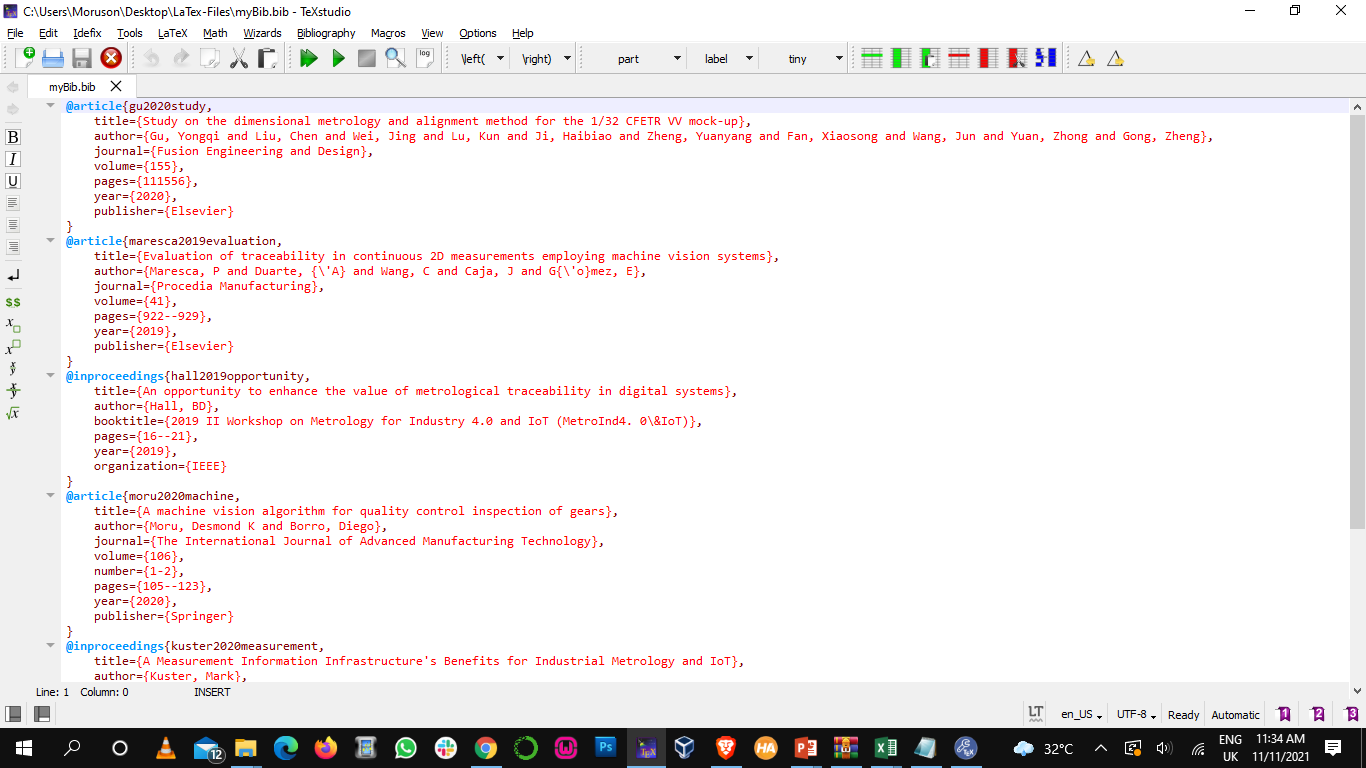 C:\Users\Moruson\Desktop\LaTex-Files\myBib.bib - TeXstudio
File Edit Idefix Tools LaTeX Math Wizards Bibliography Macros View Options Help
log \left( \right) part label tiny
myBib.bib
@article{gu2020study,
title={Study on the dimensional metrology and alignment method for the 1/32 CFETR VV mock-up},
author={Gu, Yongqi and Liu, Chen and Wei, Jing and Lu, Kun and Ji, Haibiao and Zheng, Yuanyang and Fan, Xiaosong and Wang, Jun and Yuan, Zhong and Gong, Zheng},
journal={Fusion Engineering and Design},
volume={155},
pages={111556},
year={2020},
publisher={Elsevier}
}
@article{maresca2019evaluation,
title={Evaluation of traceability in continuous 2D measurements employing machine vision systems},
author={Maresca, P and Duarte, {\'A} and Wang, C and Caja, J and G{\'o}mez, E},
journal={Procedia Manufacturing},
volume={41},
pages={922--929},
year={2019},
publisher={Elsevier}
}
@inproceedings{hall2019opportunity,
title={An opportunity to enhance the value of metrological traceability in digital systems},
author={Hall, BD},
booktitle={2019 II Workshop on Metrology for Industry 4.0 and IoT (MetroInd4. 0\&IoT)},
pages={16--21},
year={2019},
organization={IEEE}
}
@article{moru2020machine,
title={A machine vision algorithm for quality control inspection of gears},
author={Moru, Desmond K and Borro, Diego},
journal={The International Journal of Advanced Manufacturing Technology},
volume={106},
number={1-2},
pages={105--123},
year={2020},
publisher={Springer}
}
@inproceedings{kuster2020measurement,
title={A Measurement Information Infrastructure's Benefits for Industrial Metrology and IoT},
author={Kuster, Mark},
Line: 1 Column: 0 INSERT
LT en_US UTF-8 Ready Automatic 1 2 3
12 Ps HA 32°C ENG 11:34 AM
UK 11/11/2021